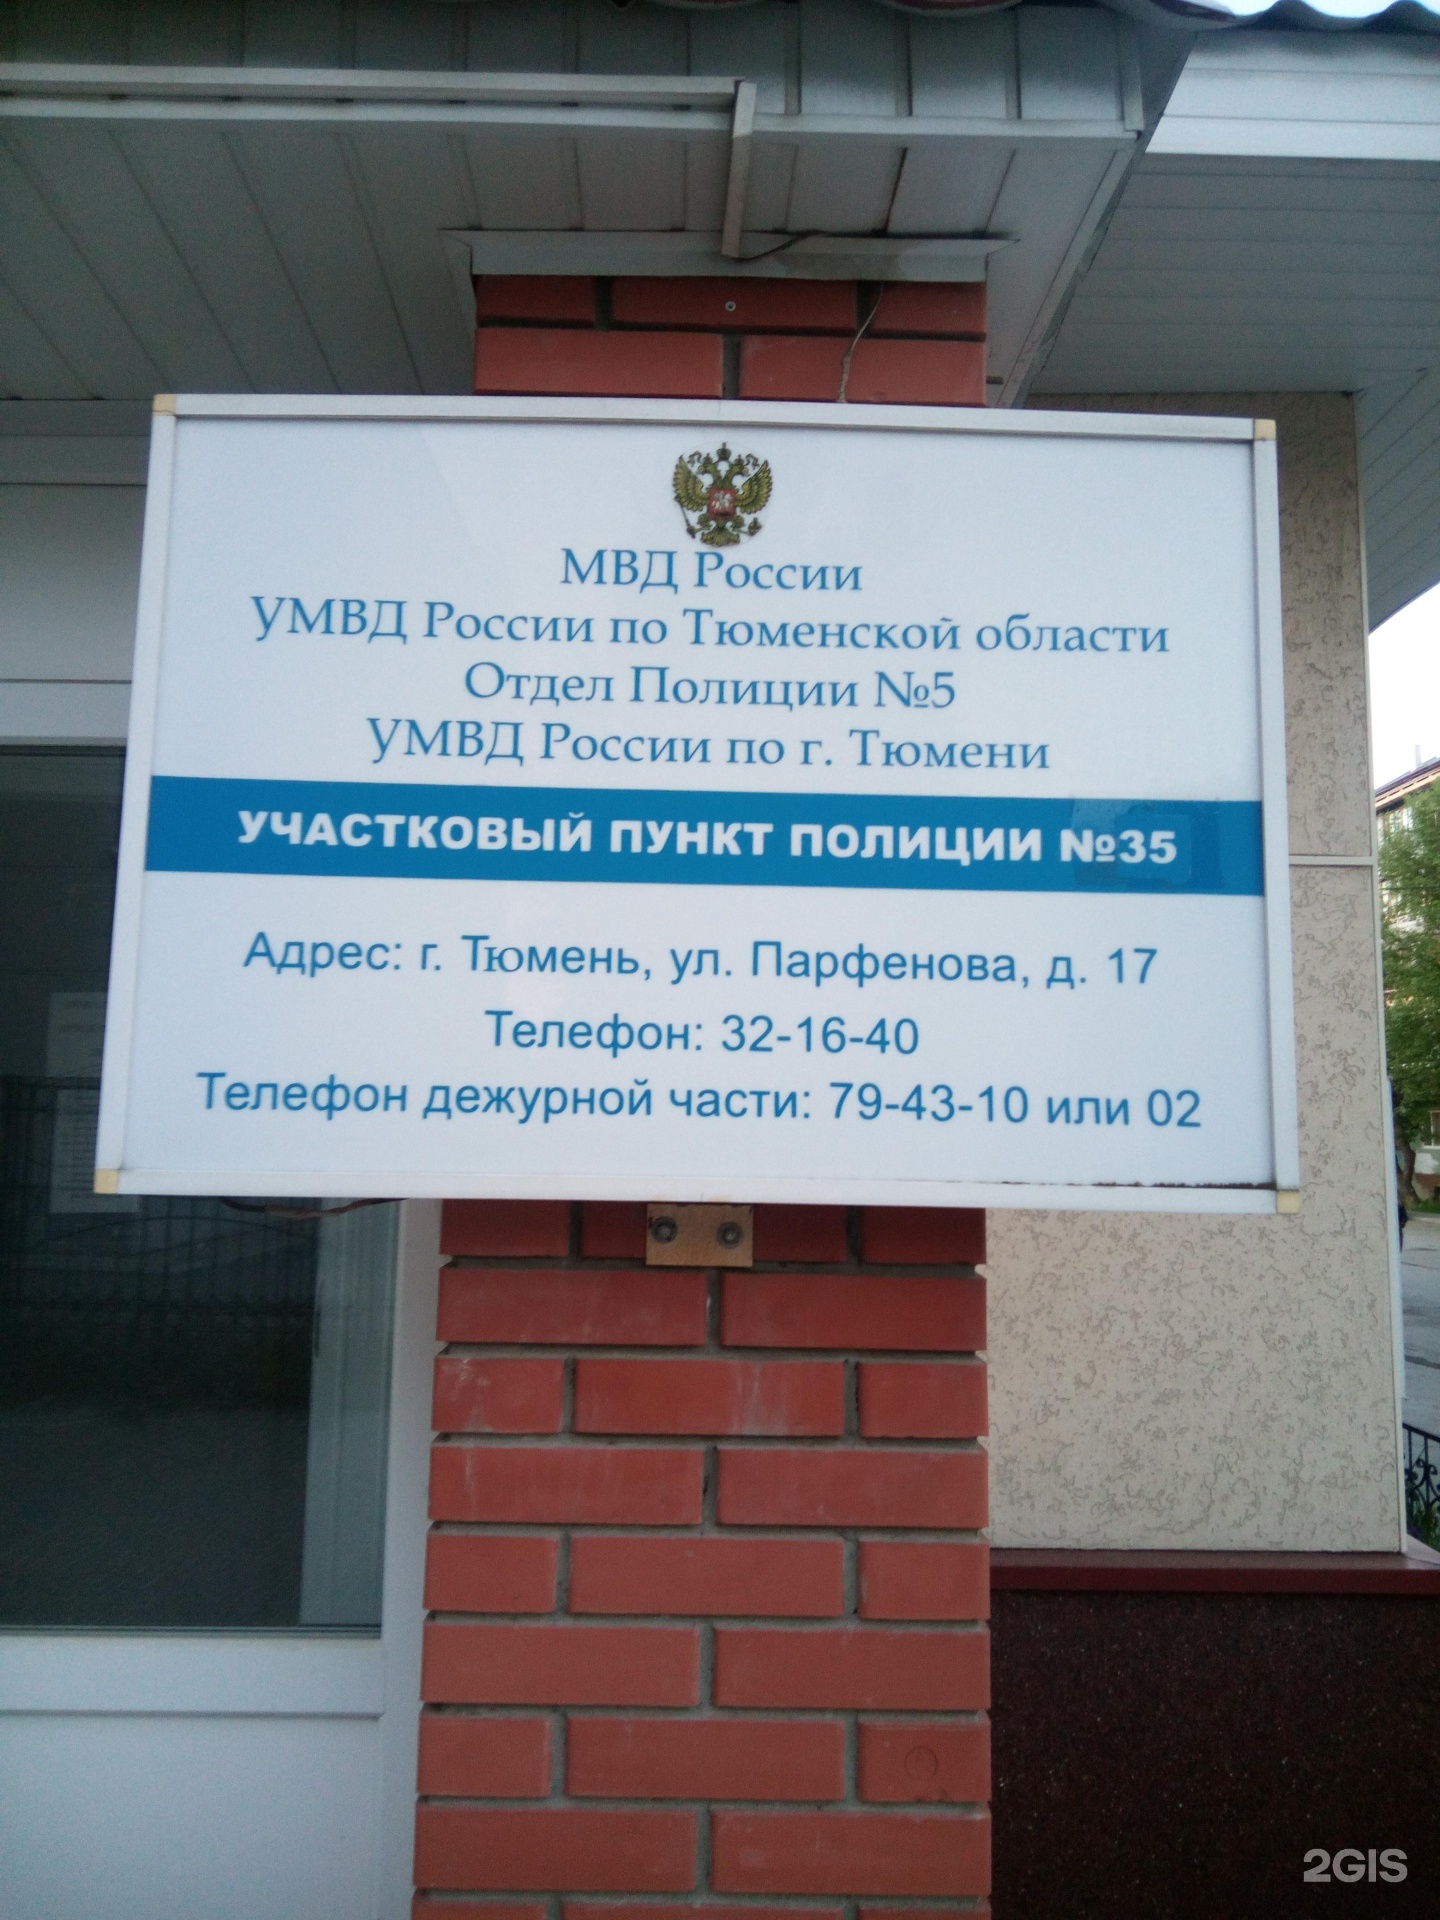 МВД России
УМВД России по Тюменской области
Отдел Полиции №5
УМВД России по г. Тюмени
УЧАСТКОВЫЙ ПУНКТ ПОЛИЦИИ №35
Адрес: г. Тюмень, ул. Парфенова, д. 17
Телефон: 32-16-40
Телефон дежурной части: 79-43-10 или 02
2GIS